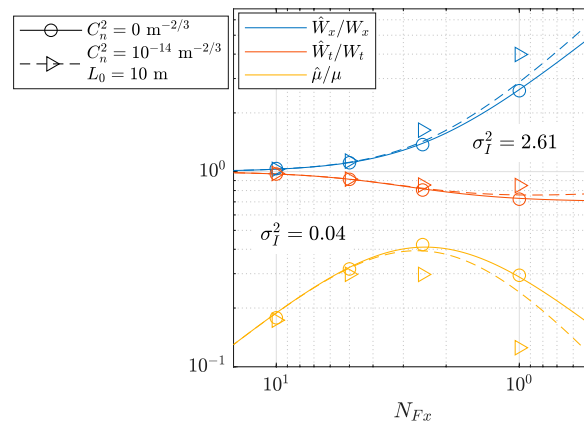 C_n^2 = 0 m^{-2/3}
C_n^2 = 10^{-14} m^{-2/3}
L_0 = 10 m
Ŵ_x/W_x
Ŵ_t/W_t
μ̂/μ
σ_I^2 = 2.61
10^0
σ_I^2 = 0.04
10^{-1}
10^1
10^0
N_{Fx}